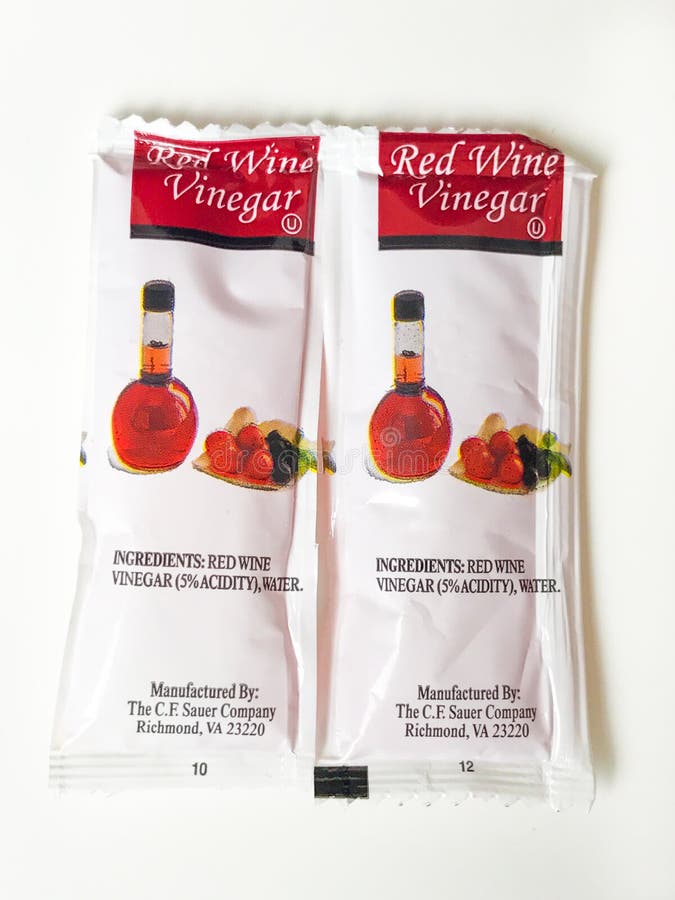 Red Wine
Vinegar
U
INGREDIENTS: RED WINE
VINEGAR (5% ACIDITY), WATER.
Manufactured By:
The C.F. Sauer Company
Richmond, VA 23220
10
Red Wine
Vinegar
U
INGREDIENTS: RED WINE
VINEGAR (5% ACIDITY), WATER.
Manufactured By:
The C.F. Sauer Company
Richmond, VA 23220
12
dreamstime